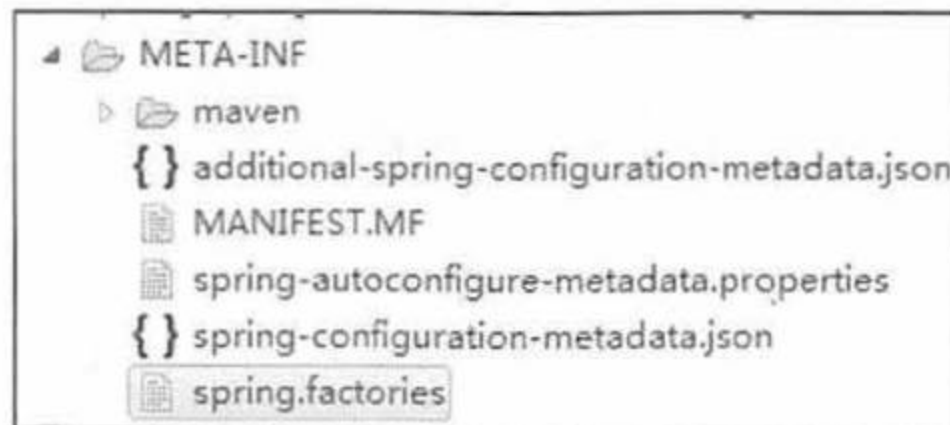 META-INF
maven
additional-spring-configuration-metadata.json
MANIFEST.MF
spring-autoconfigure-metadata.properties
spring-configuration-metadata.json
spring.factories